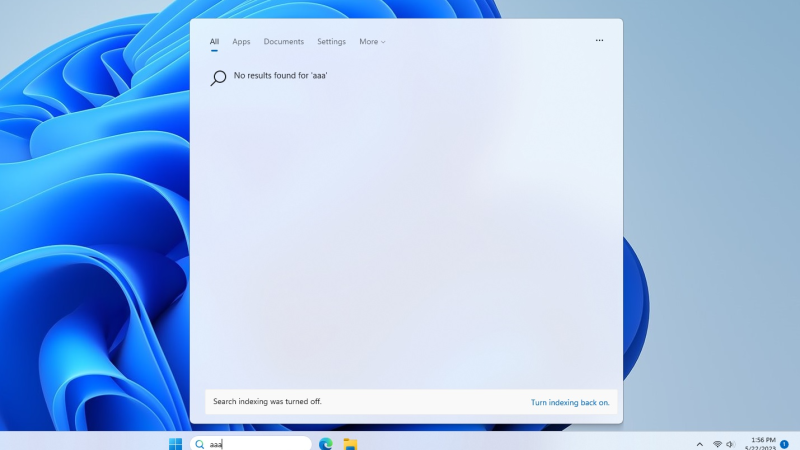 All Apps Documents Settings More
No results found for 'aaa'
Search indexing was turned off. Turn indexing back on.
aaa
1:56 PM
5/22/2023
1